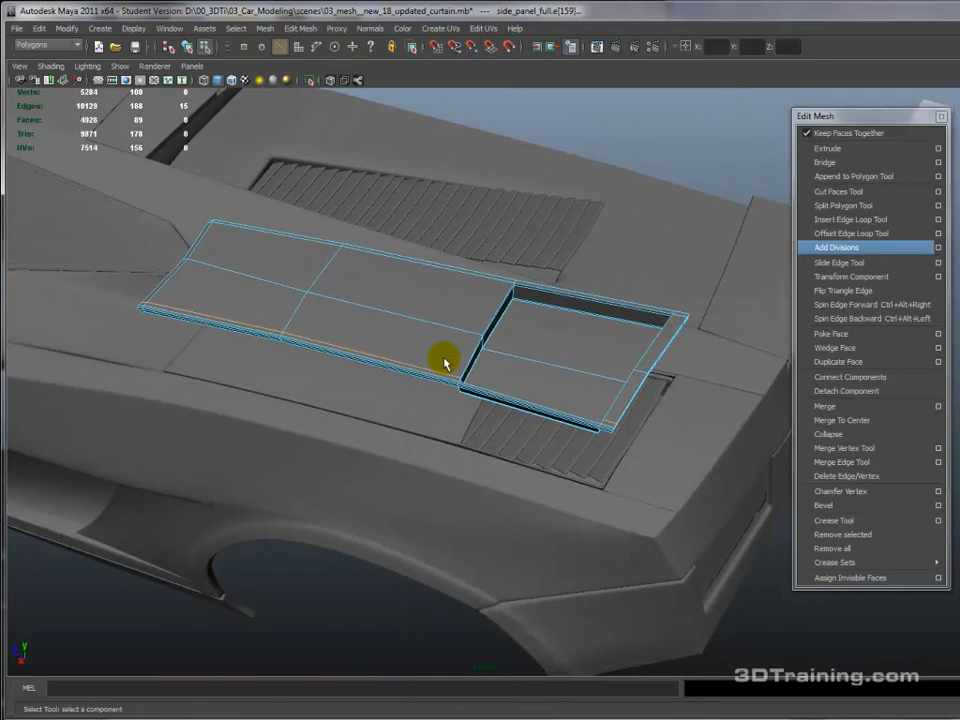 Autodesk Maya 2011 x64 - Student Version: D:\00_3DTi\03_Car_Modeling\scenes\03_mesh__new_18_updated_curtain.mb* --- side_panel_full.e[159]...
File Edit Modify Create Display Window Assets Select Mesh Edit Mesh Proxy Normals Color Create UVs Edit UVs Help
Polygons X: Y: Z:
View Shading Lighting Show Renderer Panels
Verts: 5284 100 0
Edges: 10129 188 15
Faces: 4928 89 8
Tris: 9871 178 0
UVs: 7514 156 0
Edit Mesh
Keep Faces Together
Extrude
Bridge
Append to Polygon Tool
Cut Faces Tool
Split Polygon Tool
Insert Edge Loop Tool
Offset Edge Loop Tool
Add Divisions
Slide Edge Tool
Transform Component
Flip Triangle Edge
Spin Edge Forward Ctrl+Alt+Right
Spin Edge Backward Ctrl+Alt+Left
Poke Face
Wedge Face
Duplicate Face
Connect Components
Detach Component
Merge
Merge To Center
Collapse
Merge Vertex Tool
Merge Edge Tool
Delete Edge/Vertex
Chamfer Vertex
Bevel
Crease Tool
Remove selected
Remove all
Crease Sets
Assign Invisible Faces
y
x
persp
3DTraining.com
MEL
Select Tool: select a component